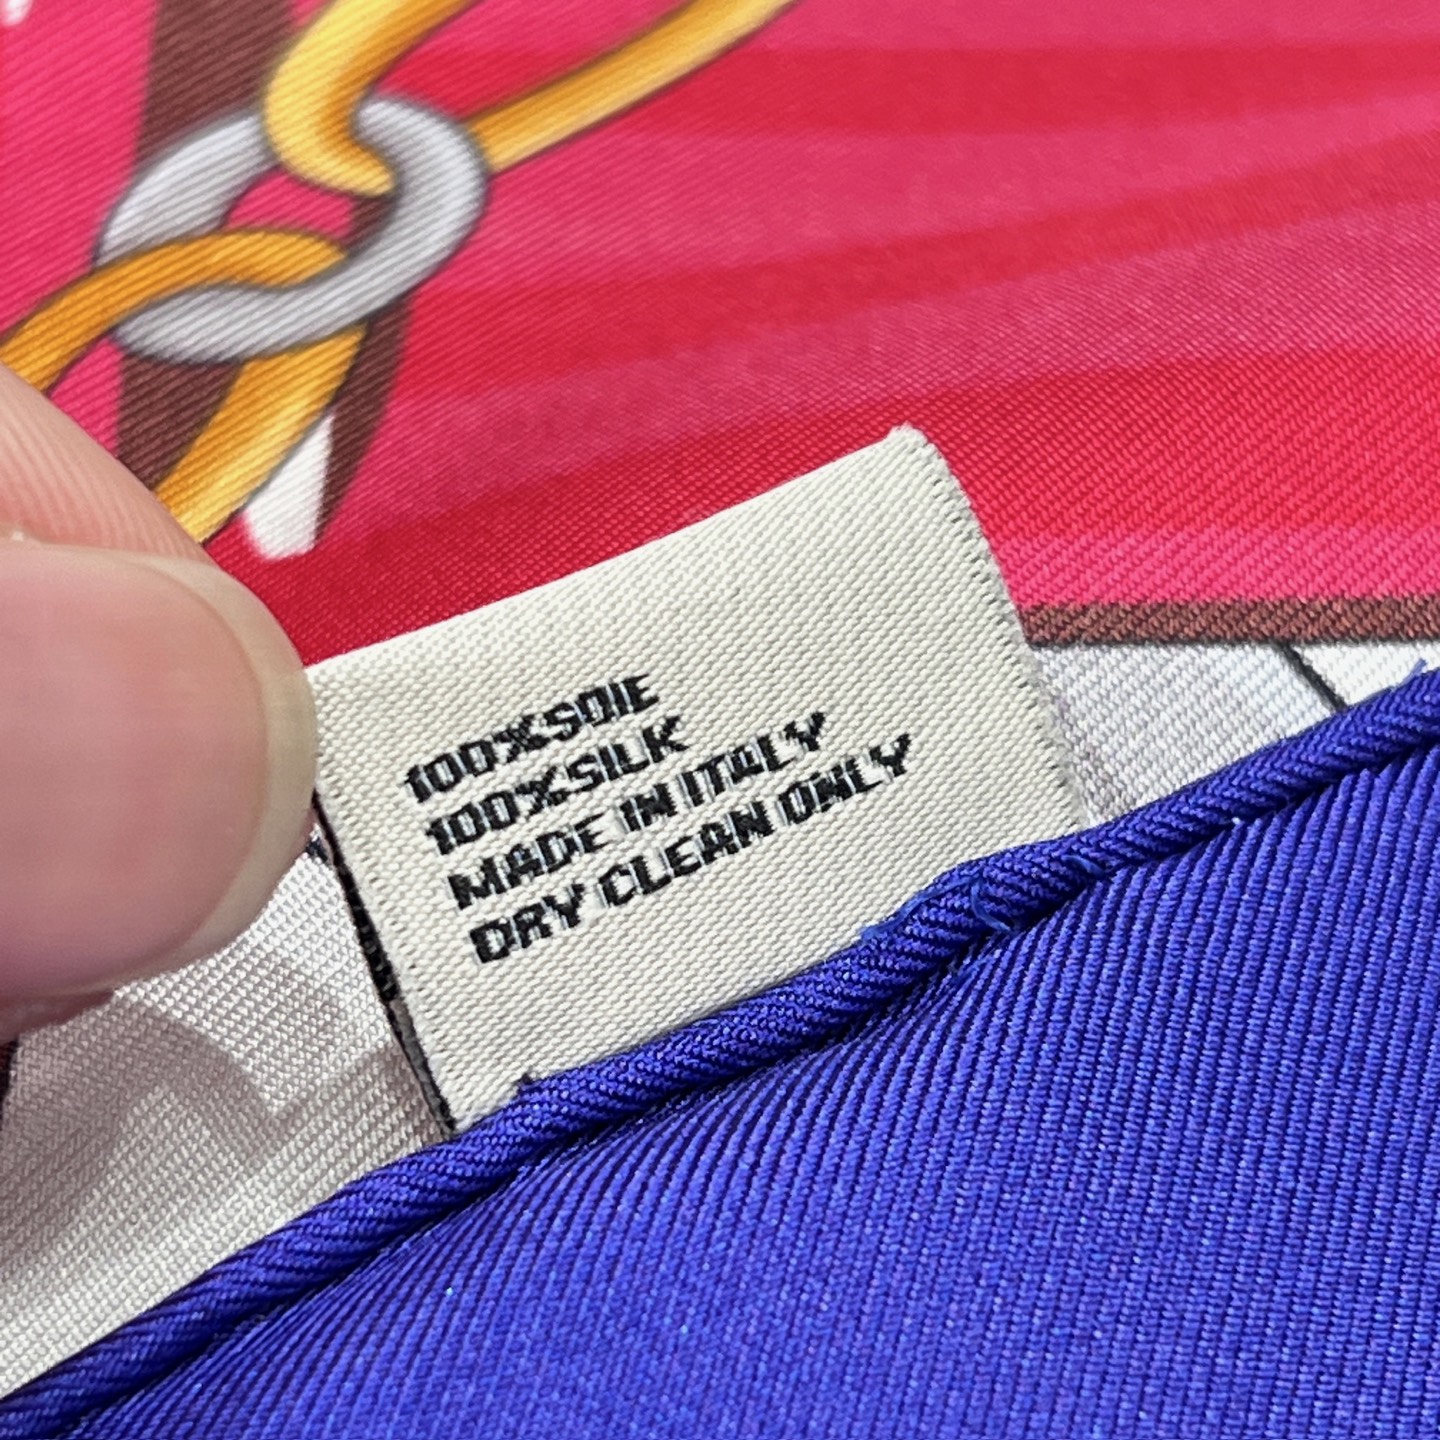 100%SOIE
100%SILK
MADE IN ITALY
DRY CLEAN ONLY